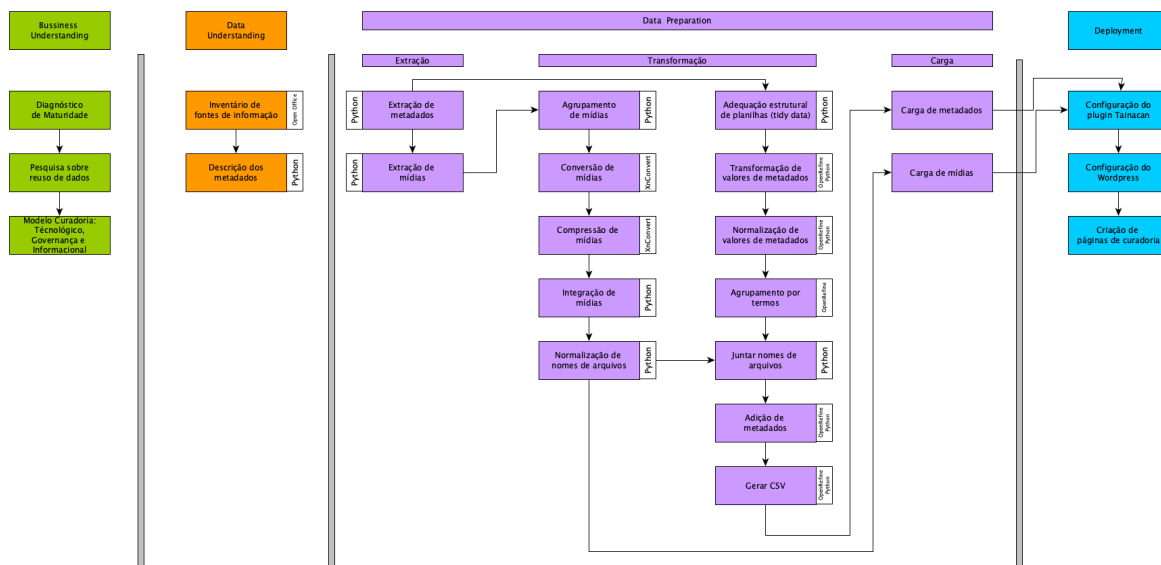 Bussiness
Understanding
Data
Understanding
Data Preparation
Deployment
Extração
Transformação
Carga
Diagnóstico
de Maturidade
Pesquisa sobre
reuso de dados
Modelo Curadoria:
Técnológico,
Governança e
Informacional
Inventário de
fontes de informação
Open Office
Descrição dos
metadados
Python
Python
Extração de
metadados
Python
Extração de
mídias
Agrupamento
de mídias
Python
Conversão de
mídias
XnConvert
Compressão de
mídias
XnConvert
Integração de
mídias
Python
Normalização de
nomes de arquivos
Python
Adequação estrutural
de planilhas (tidy data)
Python
Transformação de
valores de metadados
OpenRefine
Python
Normalização de
valores de metadados
OpenRefine
Python
Agrupamento por
termos
OpenRefine
Juntar nomes de
arquivos
Python
Adição de
metadados
OpenRefine
Python
Gerar CSV
OpenRefine
Python
Carga de metadados
Carga de mídias
Configuração do
plugin Tainacan
Configuração do
Wordpress
Criação de
páginas de curadoria